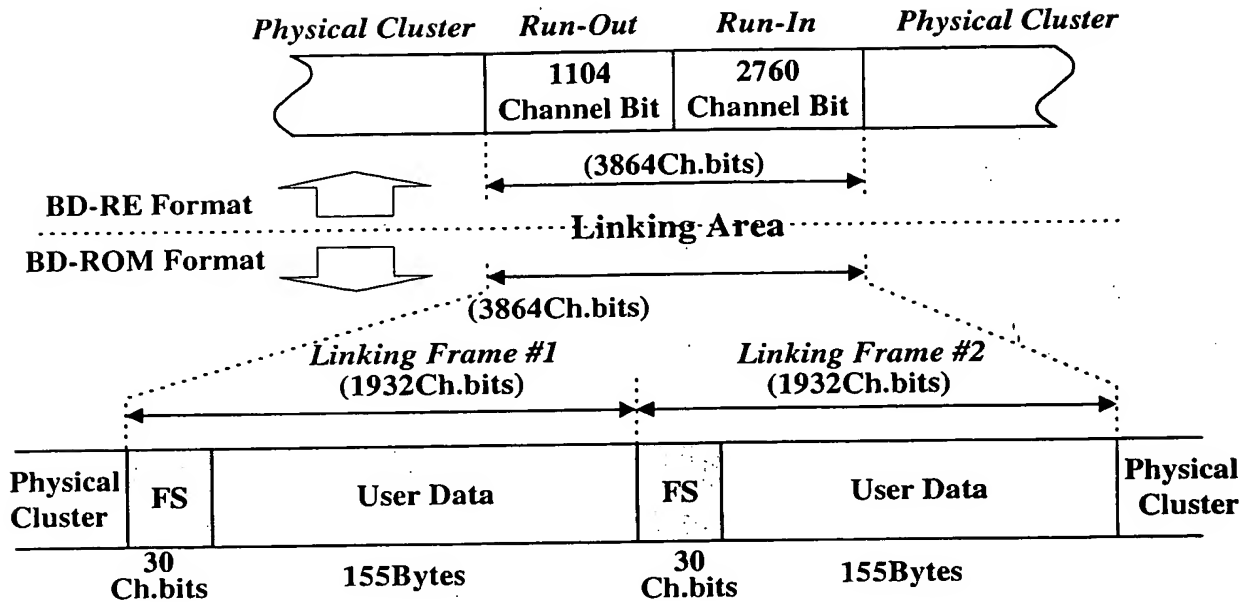 Physical Cluster Run-Out Run-In Physical Cluster
1104 2760
Channel Bit Channel Bit
(3864Ch.bits)
BD-RE Format
Linking Area
BD-ROM Format
(3864Ch.bits)
Linking Frame #1 Linking Frame #2
(1932Ch.bits) (1932Ch.bits)
Physical Cluster FS User Data FS User Data Physical Cluster
30 Ch.bits 155Bytes 30 Ch.bits 155Bytes